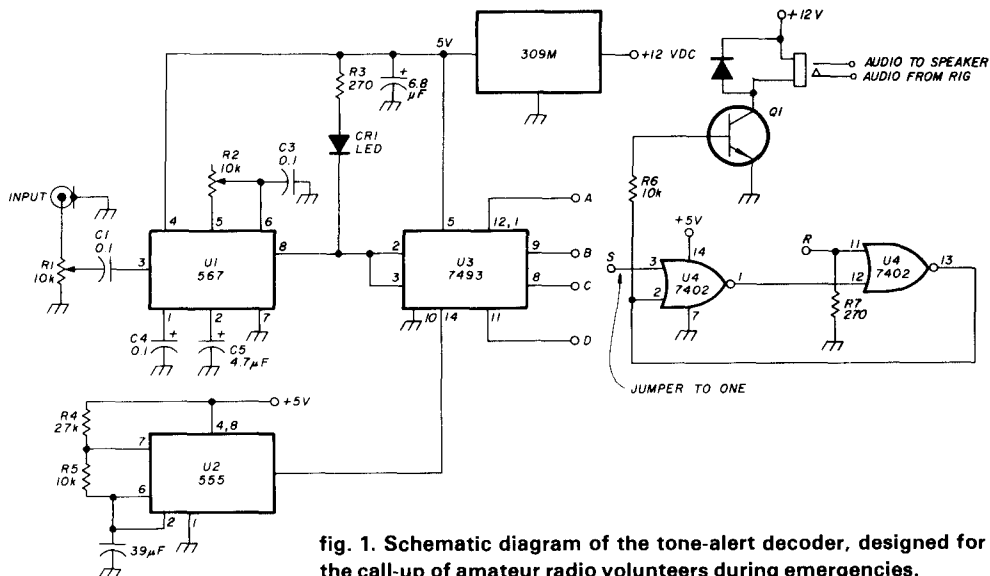 +12V
5V
309M
+12 VDC
AUDIO TO SPEAKER
AUDIO FROM RIG
R3
270
+
6.8
µF
Q1
CR1
LED
R2
10k
C3
0.1
R6
10k
INPUT
C1
0.1
R1
10k
4
5
6
3
8
1
2
7
U1
567
C4
0.1
+
+
C5
4.7µF
5
12,1
2
3
9
8
10
14
11
U3
7493
A
B
C
D
+5V
14
S
3
2
U4
7402
1
7
R
11
12
U4
7402
13
R7
270
JUMPER TO ONE
+5V
R4
27k
R5
10k
4,8
7
6
2
1
U2
555
39µF
fig. 1. Schematic diagram of the tone-alert decoder, designed for
the call-up of amateur radio volunteers during emergencies.